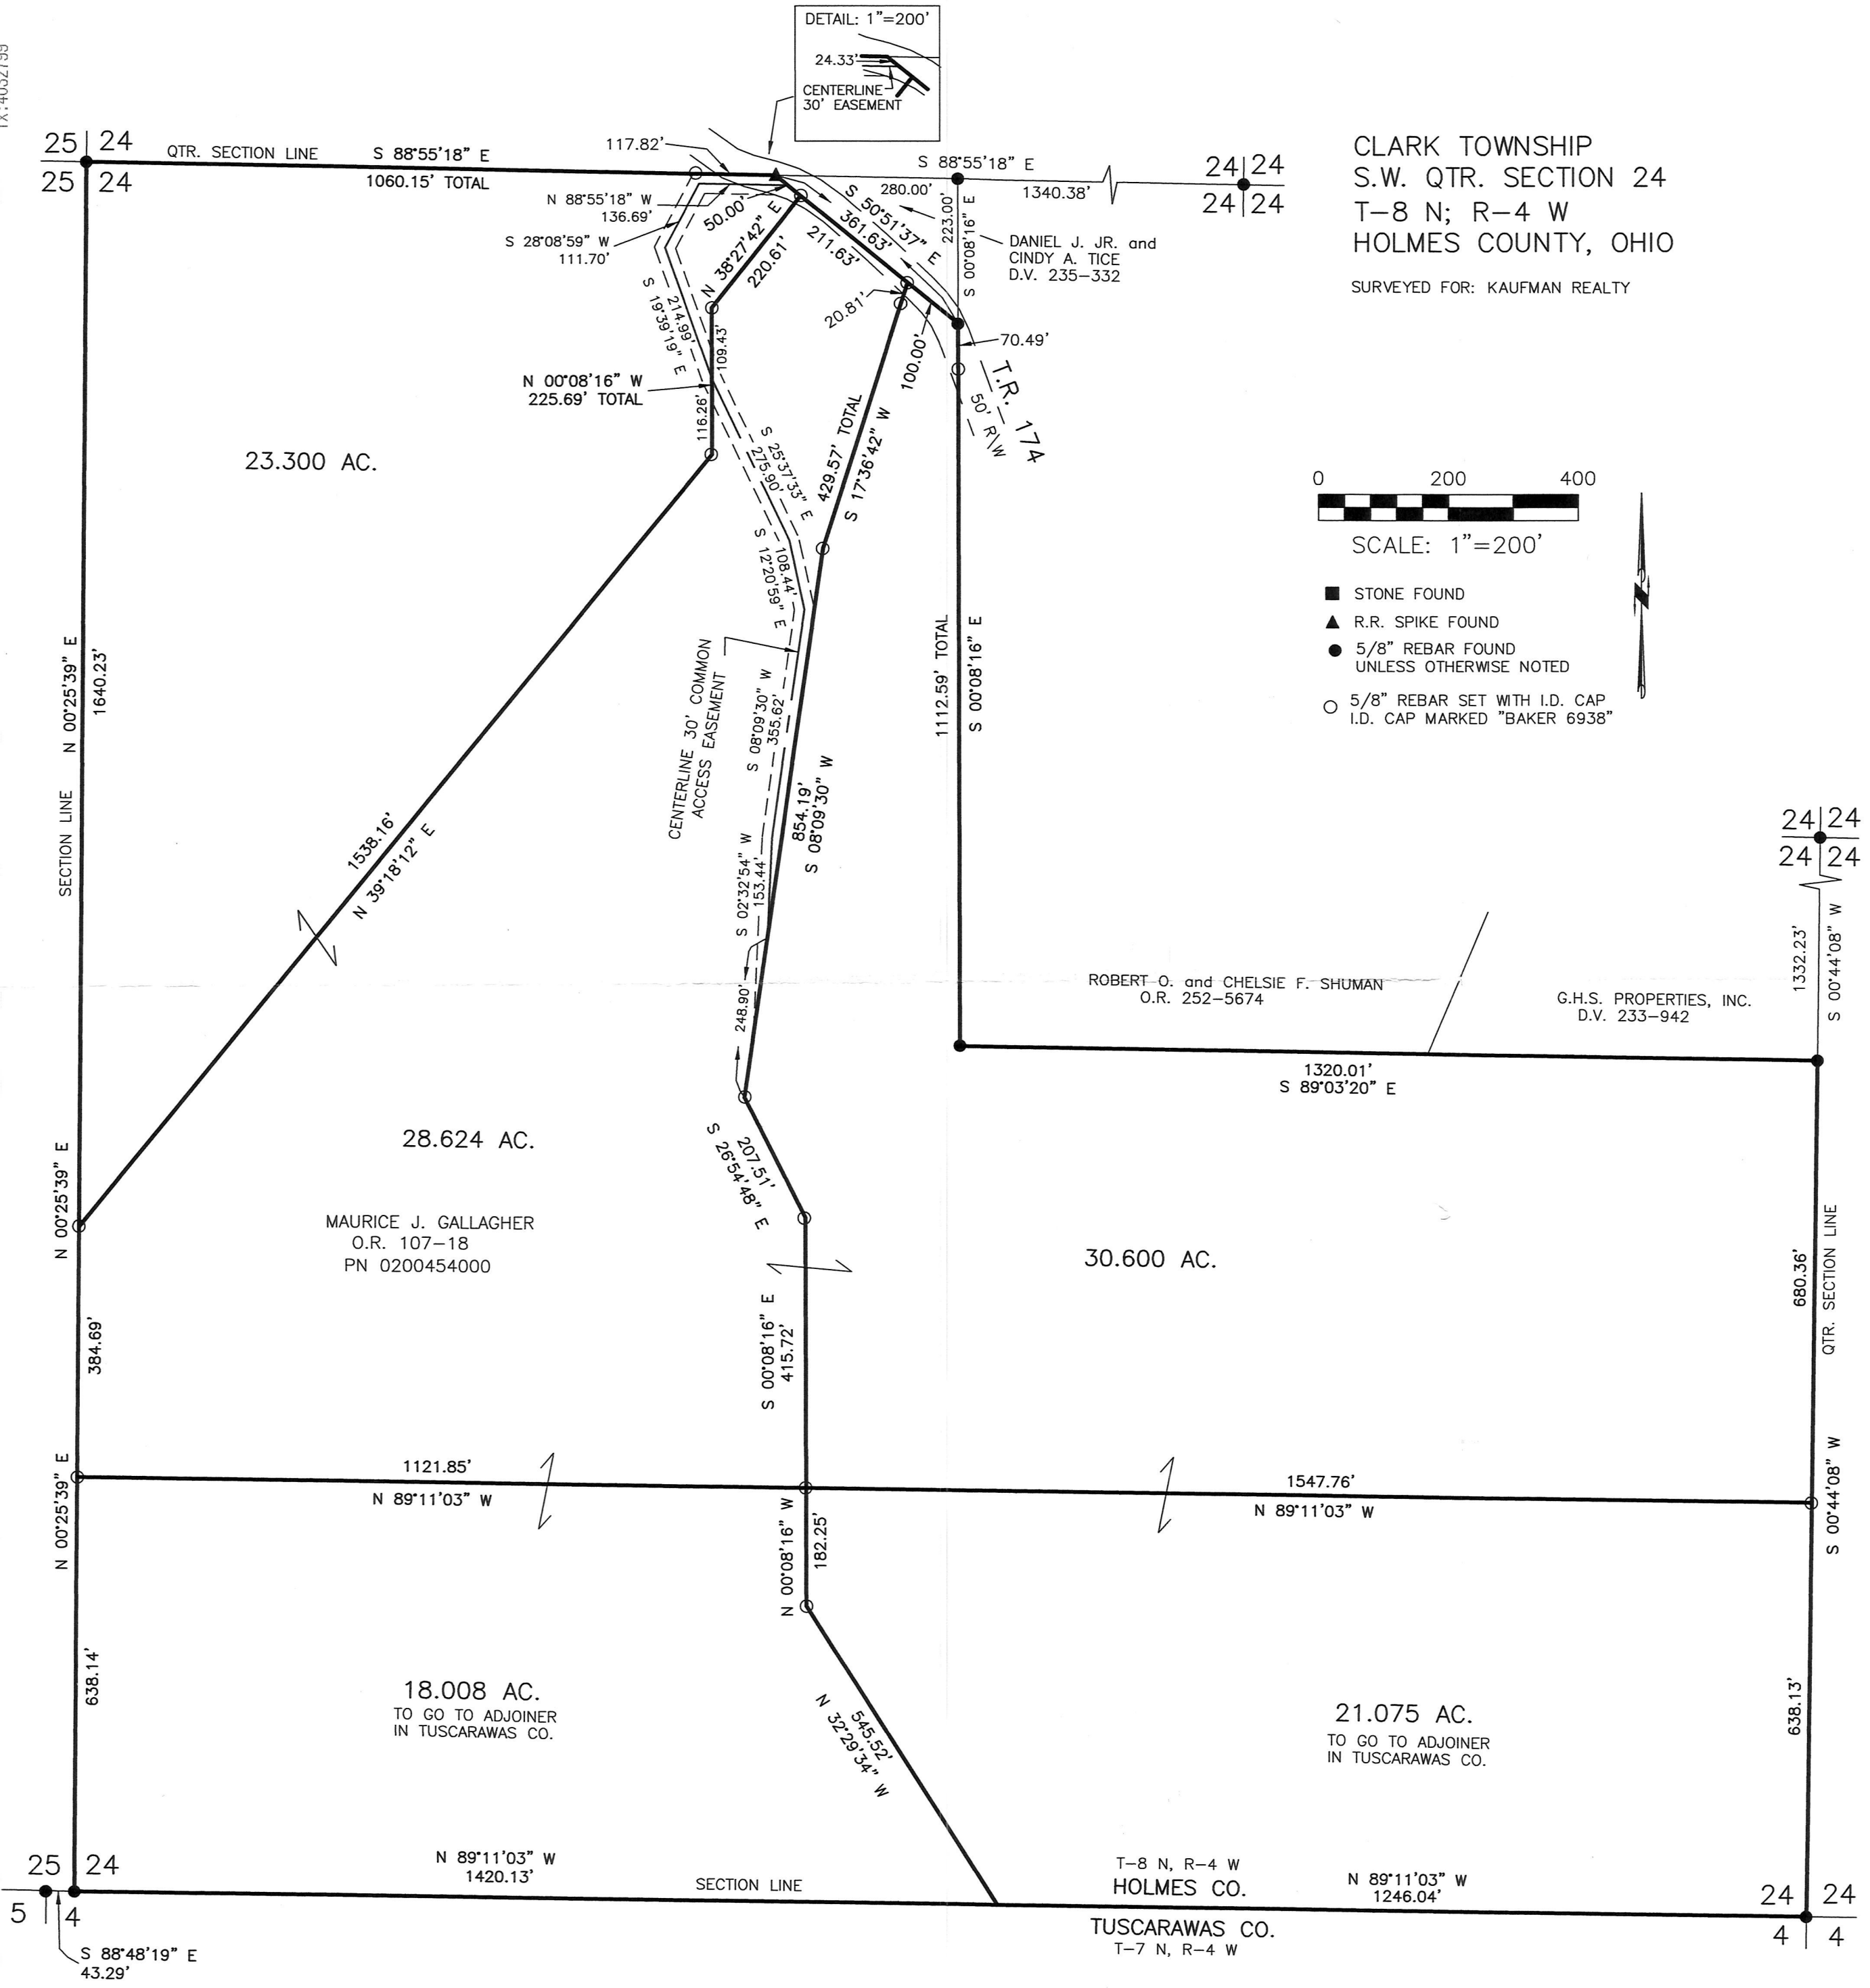 TX:4032799
DETAIL: 1"=200'
24.33'
CENTERLINE
30' EASEMENT
CLARK TOWNSHIP
S.W. QTR. SECTION 24
T-8 N; R-4 W
HOLMES COUNTY, OHIO
SURVEYED FOR: KAUFMAN REALTY
25 24
25 24
QTR. SECTION LINE
S 88°55'18" E
1060.15' TOTAL
117.82'
S 88°55'18" E
280.00'
1340.38'
24 24
24 24
N 88°55'18" W
136.69'
50.00'
S 28°08'59" W
111.70'
N 38°27'42" E
220.61'
S 50°51'37" E
361.63'
211.63'
223.00'
S 00°08'16" E
DANIEL J. JR. and
CINDY A. TICE
D.V. 235-332
20.81'
100.00'
70.49'
T.R. 174
50' R\W
S 19°39'19" E
214.99'
109.43'
N 00°08'16" W
225.69' TOTAL
116.26'
S 25°37'33" E
275.90'
429.57' TOTAL
S 17°36'42" W
108.44'
S 12°20'59" E
23.300 AC.
0 200 400
SCALE: 1"=200'
STONE FOUND
R.R. SPIKE FOUND
5/8" REBAR FOUND
UNLESS OTHERWISE NOTED
5/8" REBAR SET WITH I.D. CAP
I.D. CAP MARKED "BAKER 6938"
SECTION LINE N 00°25'39" E
1640.23'
CENTERLINE 30' COMMON
ACCESS EASEMENT
S 08°09'30" W
355.62'
1112.59' TOTAL
S 00°08'16" E
854.19'
S 08°09'30" W
1538.16'
N 39°18'12" E
S 02°32'54" W
153.44'
248.90'
24 24
24 24
1332.23'
S 00°44'08" W
ROBERT O. and CHELSIE F. SHUMAN
O.R. 252-5674
G.H.S. PROPERTIES, INC.
D.V. 233-942
1320.01'
S 89°03'20" E
28.624 AC.
207.51'
S 26°54'48" E
N 00°25'39" E
MAURICE J. GALLAGHER
O.R. 107-18
PN 0200454000
30.600 AC.
680.36'
QTR. SECTION LINE
384.69'
S 00°08'16" E
415.72'
N 00°25'39" E
1121.85'
N 89°11'03" W
1547.76'
N 89°11'03" W
S 00°44'08" W
N 00°08'16" W
182.25'
638.14'
18.008 AC.
TO GO TO ADJOINER
IN TUSCARAWAS CO.
545.52'
N 32°29'34" W
21.075 AC.
TO GO TO ADJOINER
IN TUSCARAWAS CO.
638.13'
25 24
5 4
N 89°11'03" W
1420.13'
SECTION LINE
T-8 N, R-4 W
HOLMES CO.
N 89°11'03" W
1246.04'
24 24
4 4
TUSCARAWAS CO.
T-7 N, R-4 W
S 88°48'19" E
43.29'